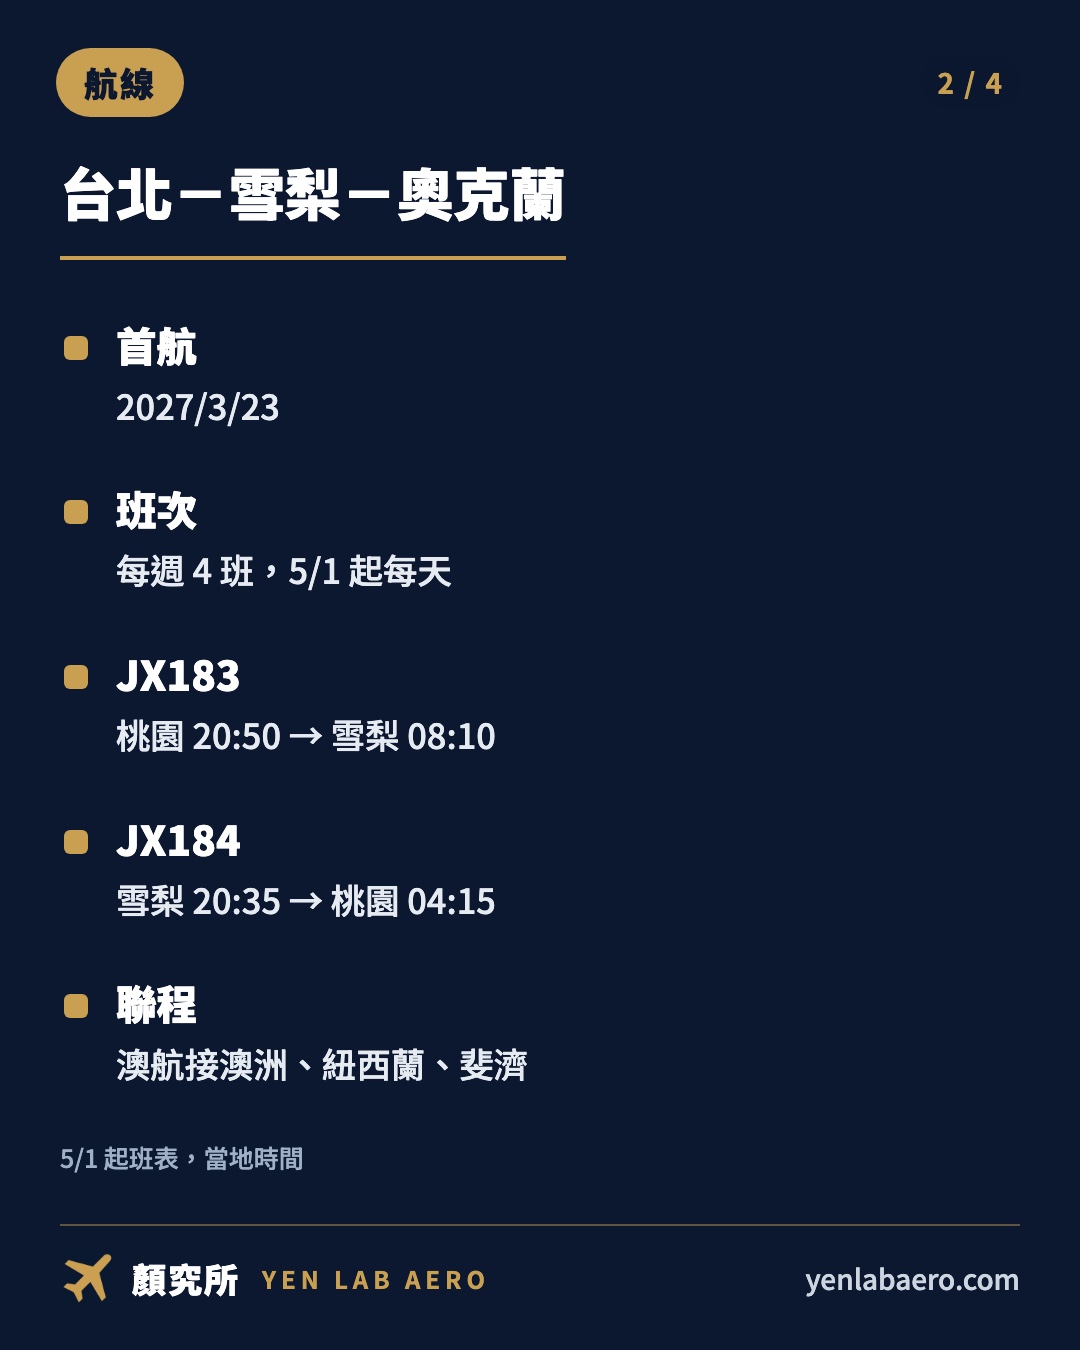 航線
2 / 4
台北－雪梨－奧克蘭
首航
2027/3/23
班次
每週 4 班，5/1 起每天
JX183
桃園 20:50 → 雪梨 08:10
JX184
雪梨 20:35 → 桃園 04:15
聯程
澳航接澳洲、紐西蘭、斐濟
5/1 起班表，當地時間
顏究所 YEN LAB AERO
yenlabaero.com